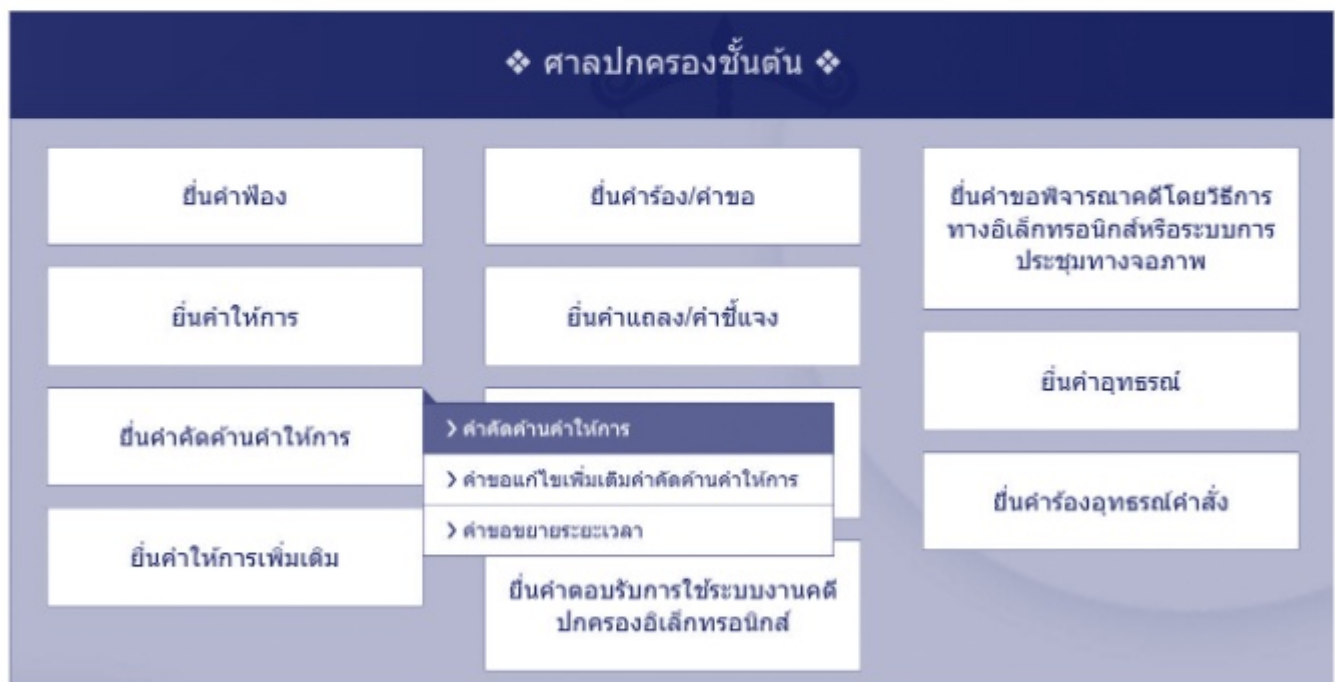 ❖ ศาลปกครองชั้นต้น ❖
ยื่นคำฟ้อง
ยื่นคำให้การ
ยื่นคำคัดค้านคำให้การ
ยื่นคำให้การเพิ่มเติม
ยื่นคำร้อง/คำขอ
ยื่นคำแถลง/คำชี้แจง
> คำคัดค้านคำให้การ
> คำขอแก้ไขเพิ่มเติมคำคัดค้านคำให้การ
> คำขอขยายระยะเวลา
ยื่นคำตอบรับการใช้ระบบงานคดี
ปกครองอิเล็กทรอนิกส์
ยื่นคำขอพิจารณาคดีโดยวิธีการ
ทางอิเล็กทรอนิกส์หรือระบบการ
ประชุมทางจอภาพ
ยื่นคำอุทธรณ์
ยื่นคำร้องอุทธรณ์คำสั่ง